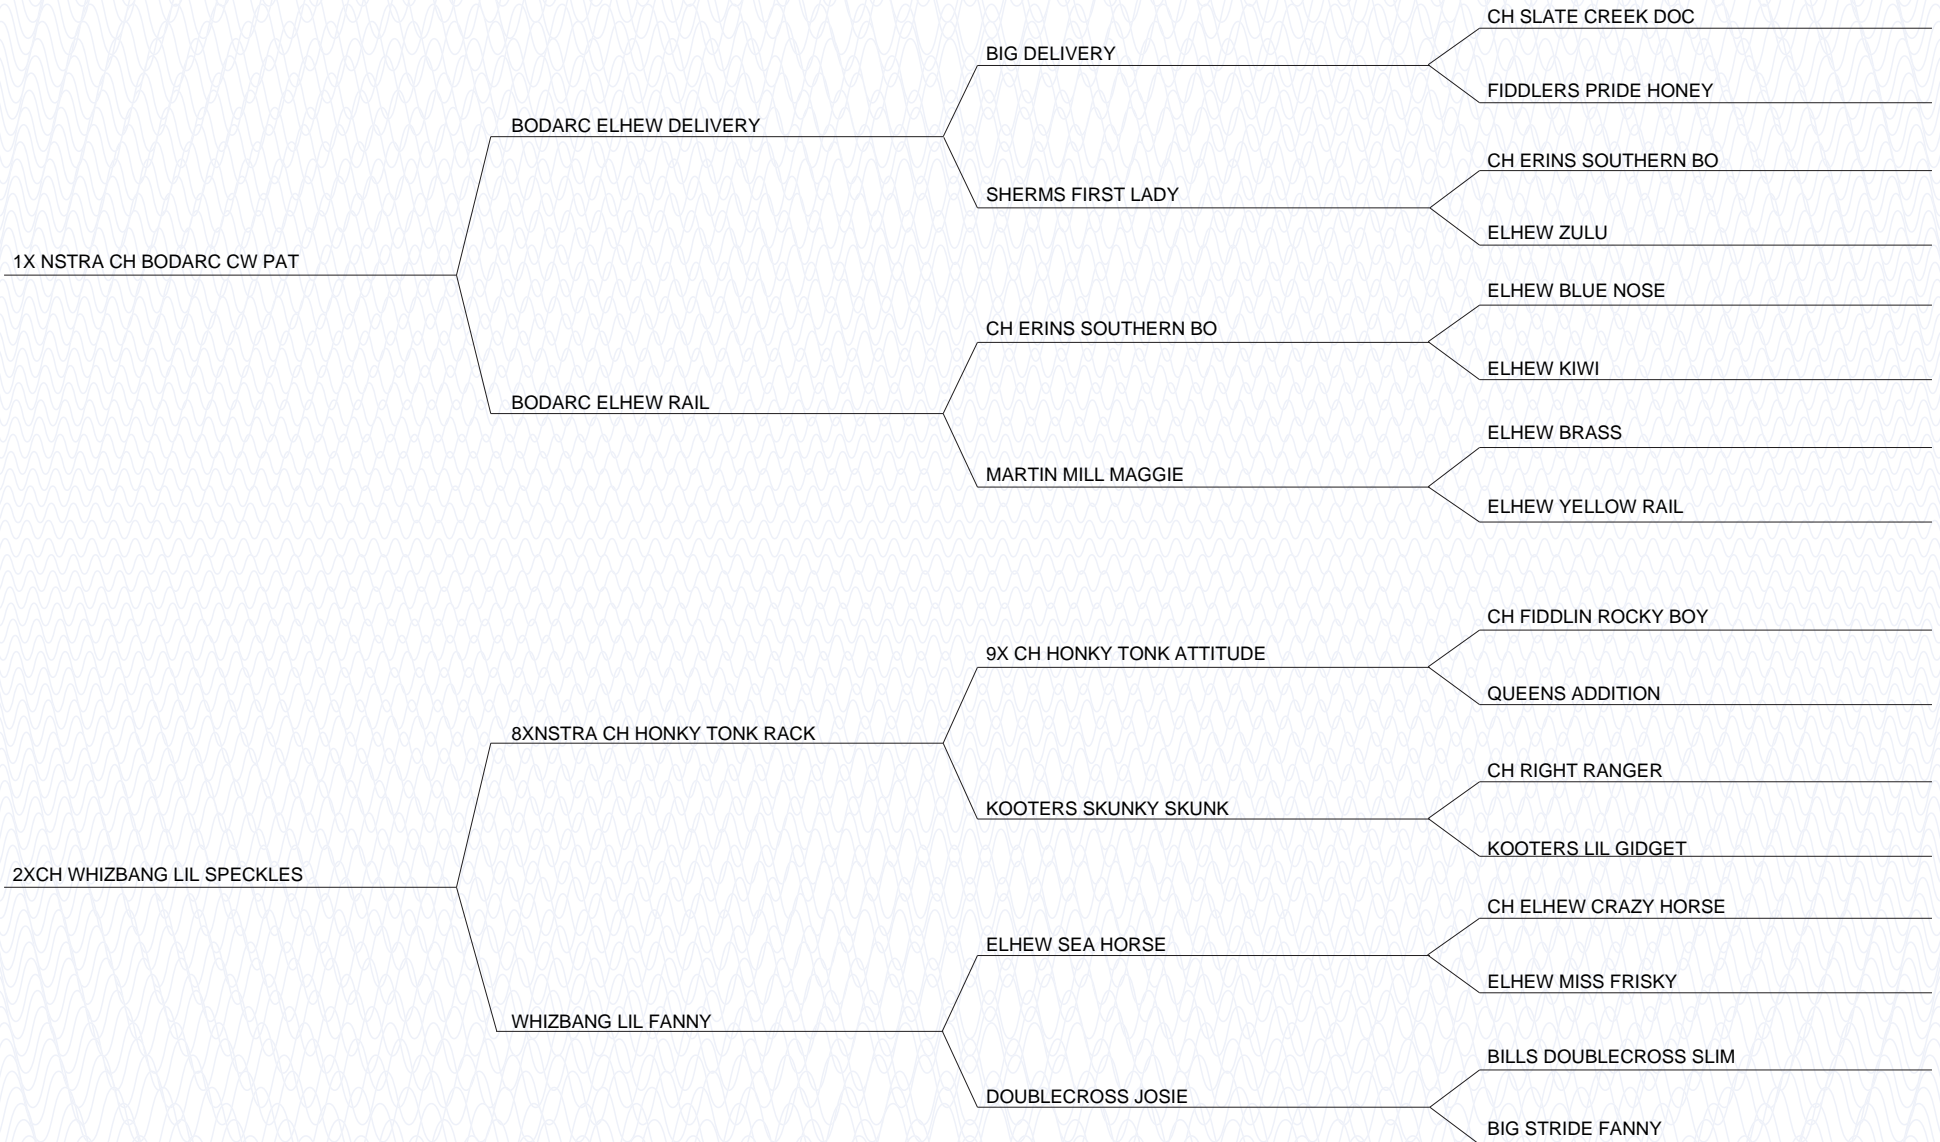 CH SLATE CREEK DOC
BIG DELIVERY
FIDDLERS PRIDE HONEY
BODARC ELHEW DELIVERY
CH ERINS SOUTHERN BO
SHERMS FIRST LADY
ELHEW ZULU
1X NSTRA CH BODARC CW PAT
ELHEW BLUE NOSE
CH ERINS SOUTHERN BO
ELHEW KIWI
BODARC ELHEW RAIL
ELHEW BRASS
MARTIN MILL MAGGIE
ELHEW YELLOW RAIL
CH FIDDLIN ROCKY BOY
9X CH HONKY TONK ATTITUDE
QUEENS ADDITION
8XNSTRA CH HONKY TONK RACK
CH RIGHT RANGER
KOOTERS SKUNKY SKUNK
KOOTERS LIL GIDGET
2XCH WHIZBANG LIL SPECKLES
CH ELHEW CRAZY HORSE
ELHEW SEA HORSE
ELHEW MISS FRISKY
WHIZBANG LIL FANNY
BILLS DOUBLECROSS SLIM
DOUBLECROSS JOSIE
BIG STRIDE FANNY